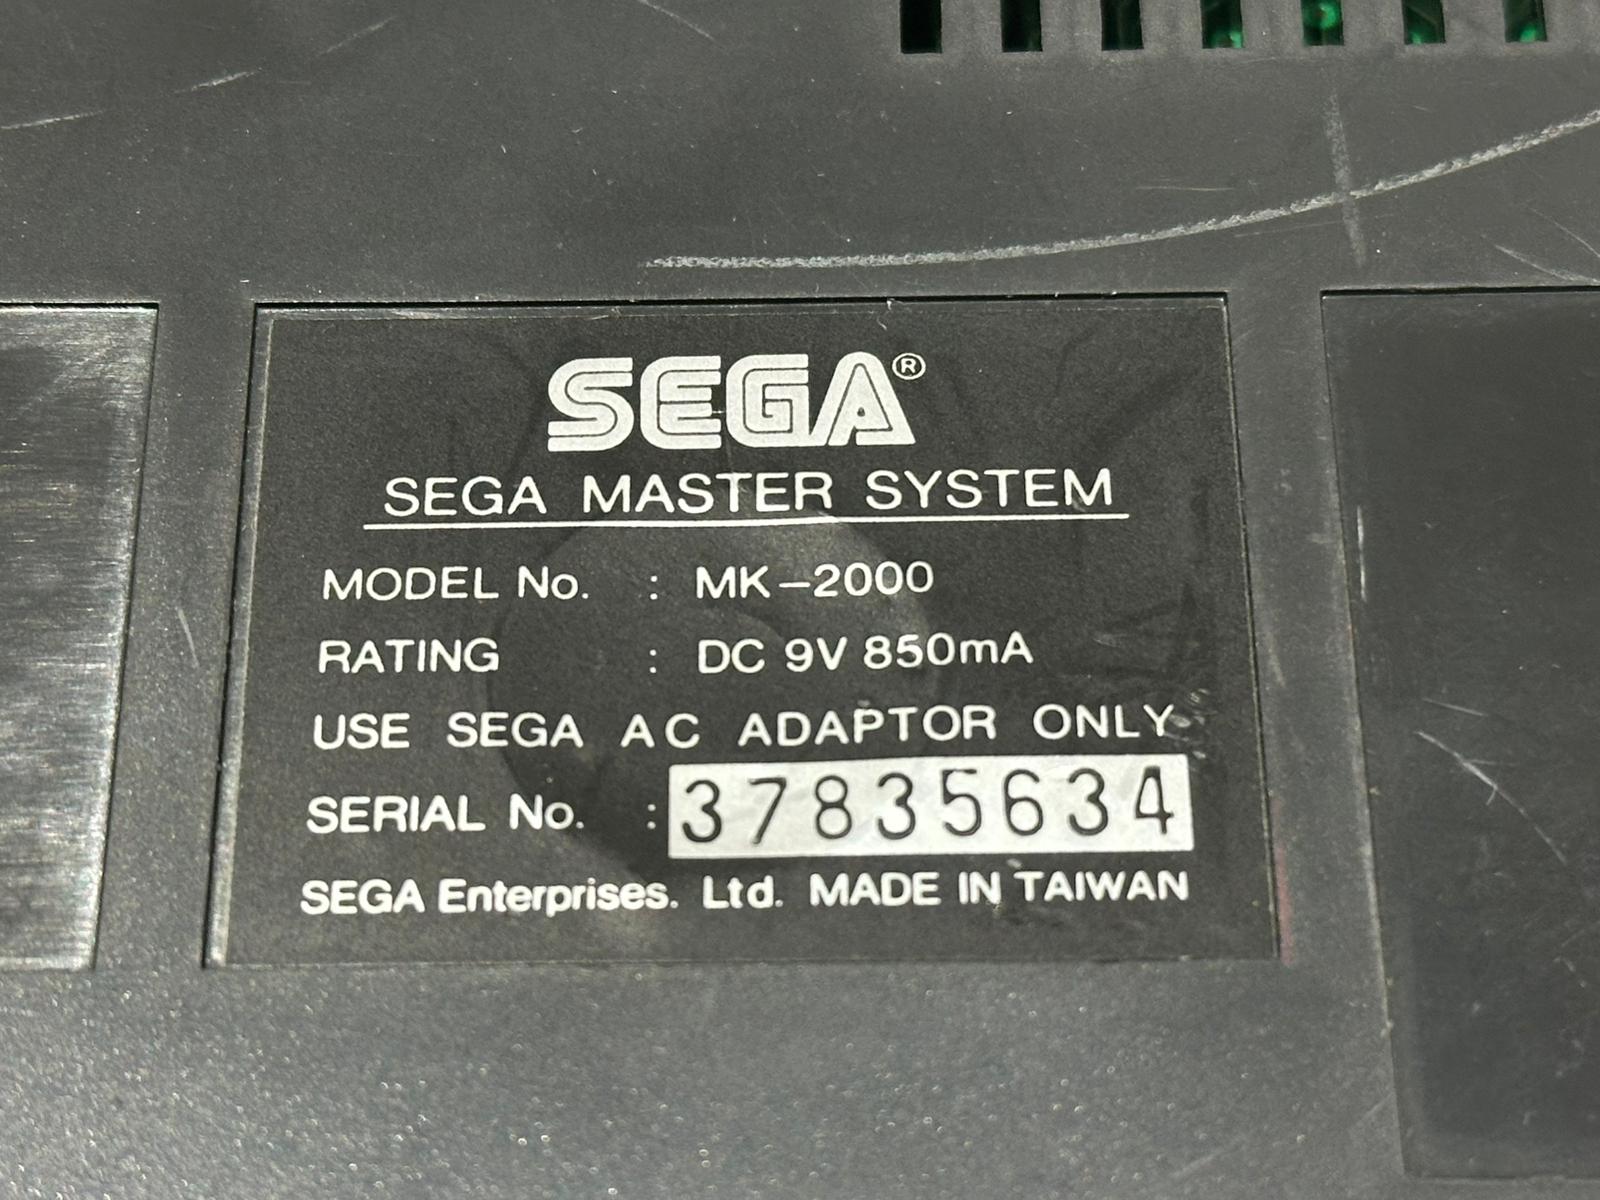 SEGA®
SEGA MASTER SYSTEM
MODEL No. : MK-2000
RATING : DC 9V 850mA
USE SEGA AC ADAPTOR ONLY
SERIAL No. : 37835634
SEGA Enterprises. Ltd. MADE IN TAIWAN